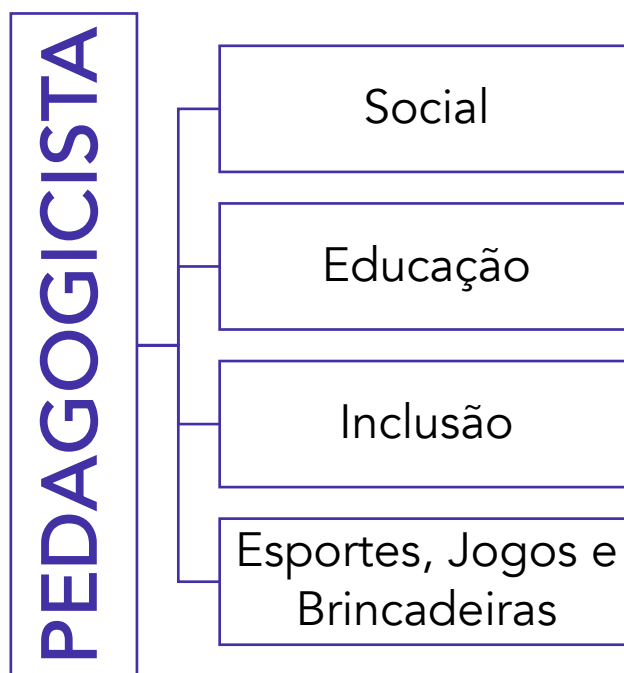 PEDAGOGICISTA
Social
Educação
Inclusão
Esportes, Jogos e
Brincadeiras